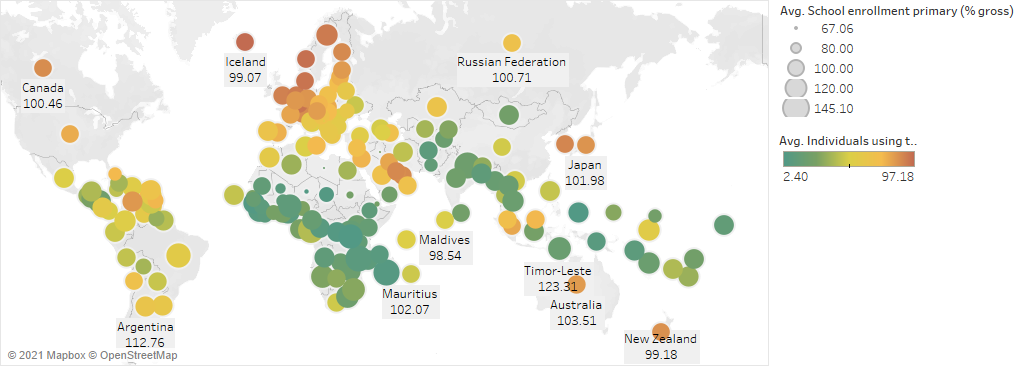 Avg. School enrollment primary (% gross)
67.06
80.00
100.00
120.00
145.10
Avg. Individuals using t..
2.40
97.18
Iceland
99.07
Russian Federation
100.71
Canada
100.46
Japan
101.98
Maldives
98.54
Mauritius
102.07
Timor-Leste
123.31
Australia
103.51
Argentina
112.76
New Zealand
99.18
© 2021 Mapbox © OpenStreetMap